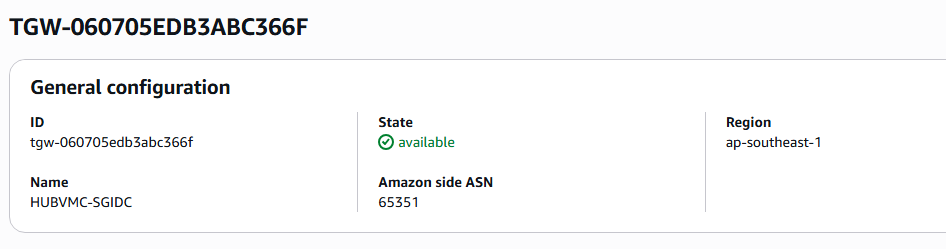 TGW-060705EDB3ABC366F
General configuration
ID
tgw-060705edb3abc366f
State
available
Region
ap-southeast-1
Name
HUBVMC-SGIDC
Amazon side ASN
65351